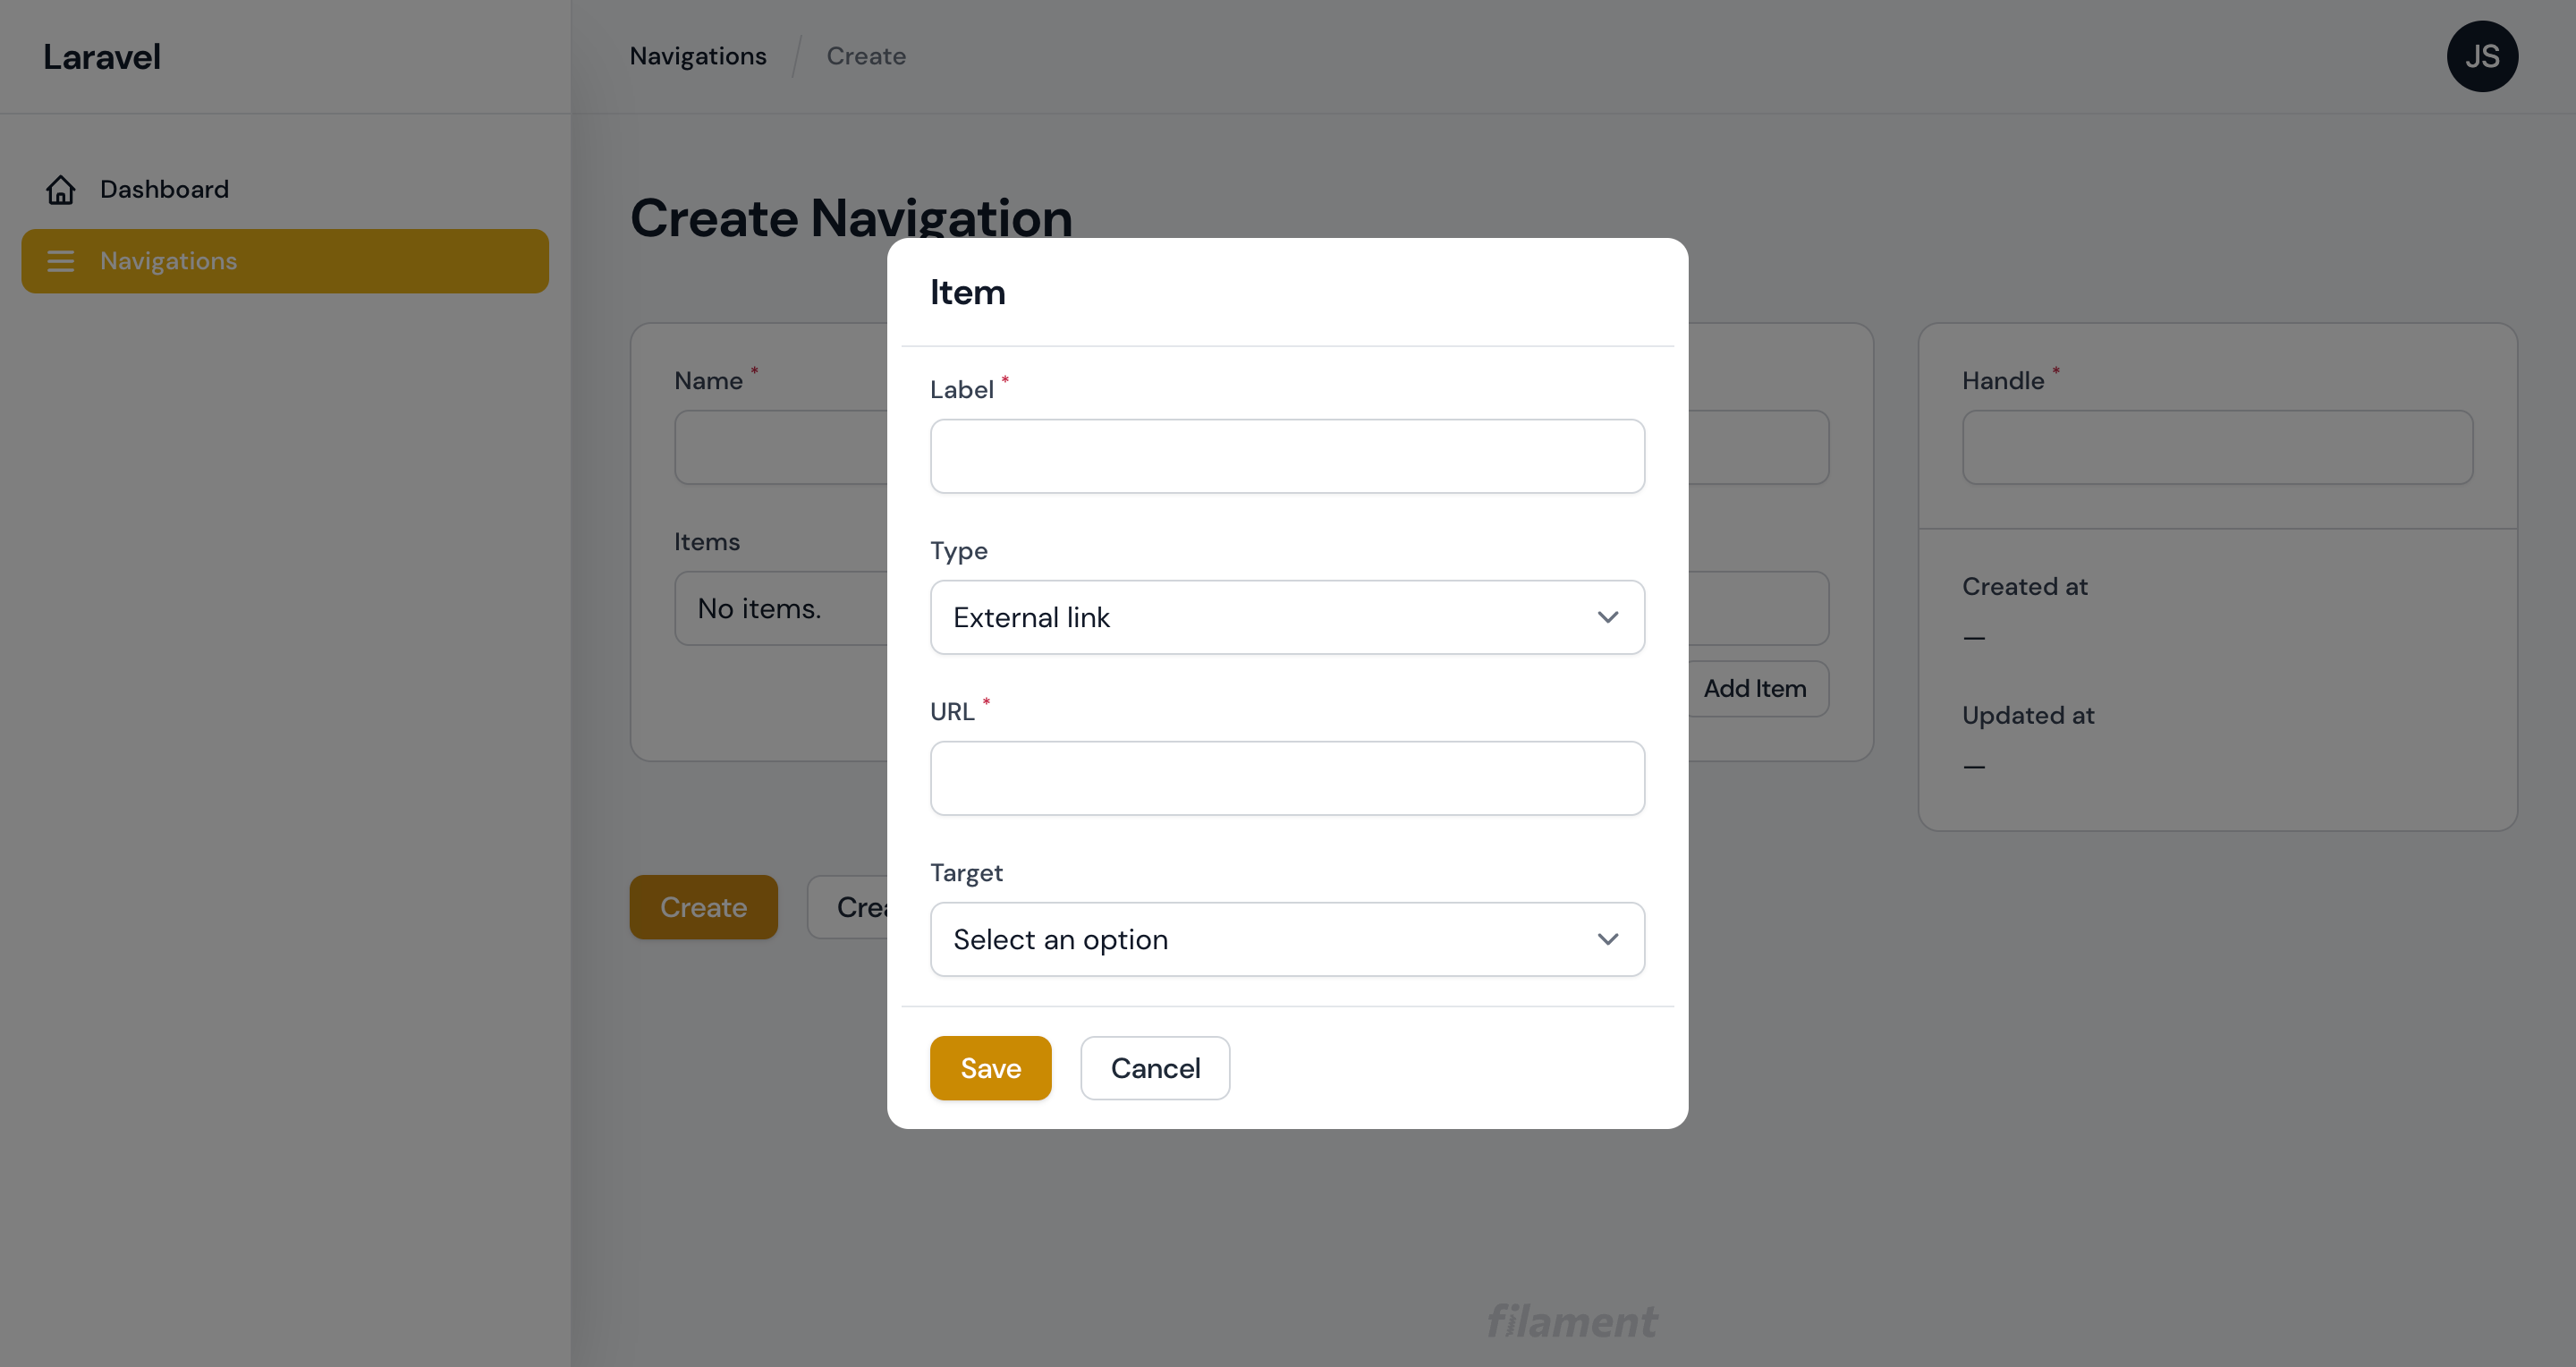 Laravel
Navigations / Create
JS
Dashboard
Navigations
Create Navigation
Name *
Items
No items.
Add Item
Create
Handle *
Created at
—
Updated at
—
Item
Label *
Type
External link
URL *
Target
Select an option
Save
Cancel
filament